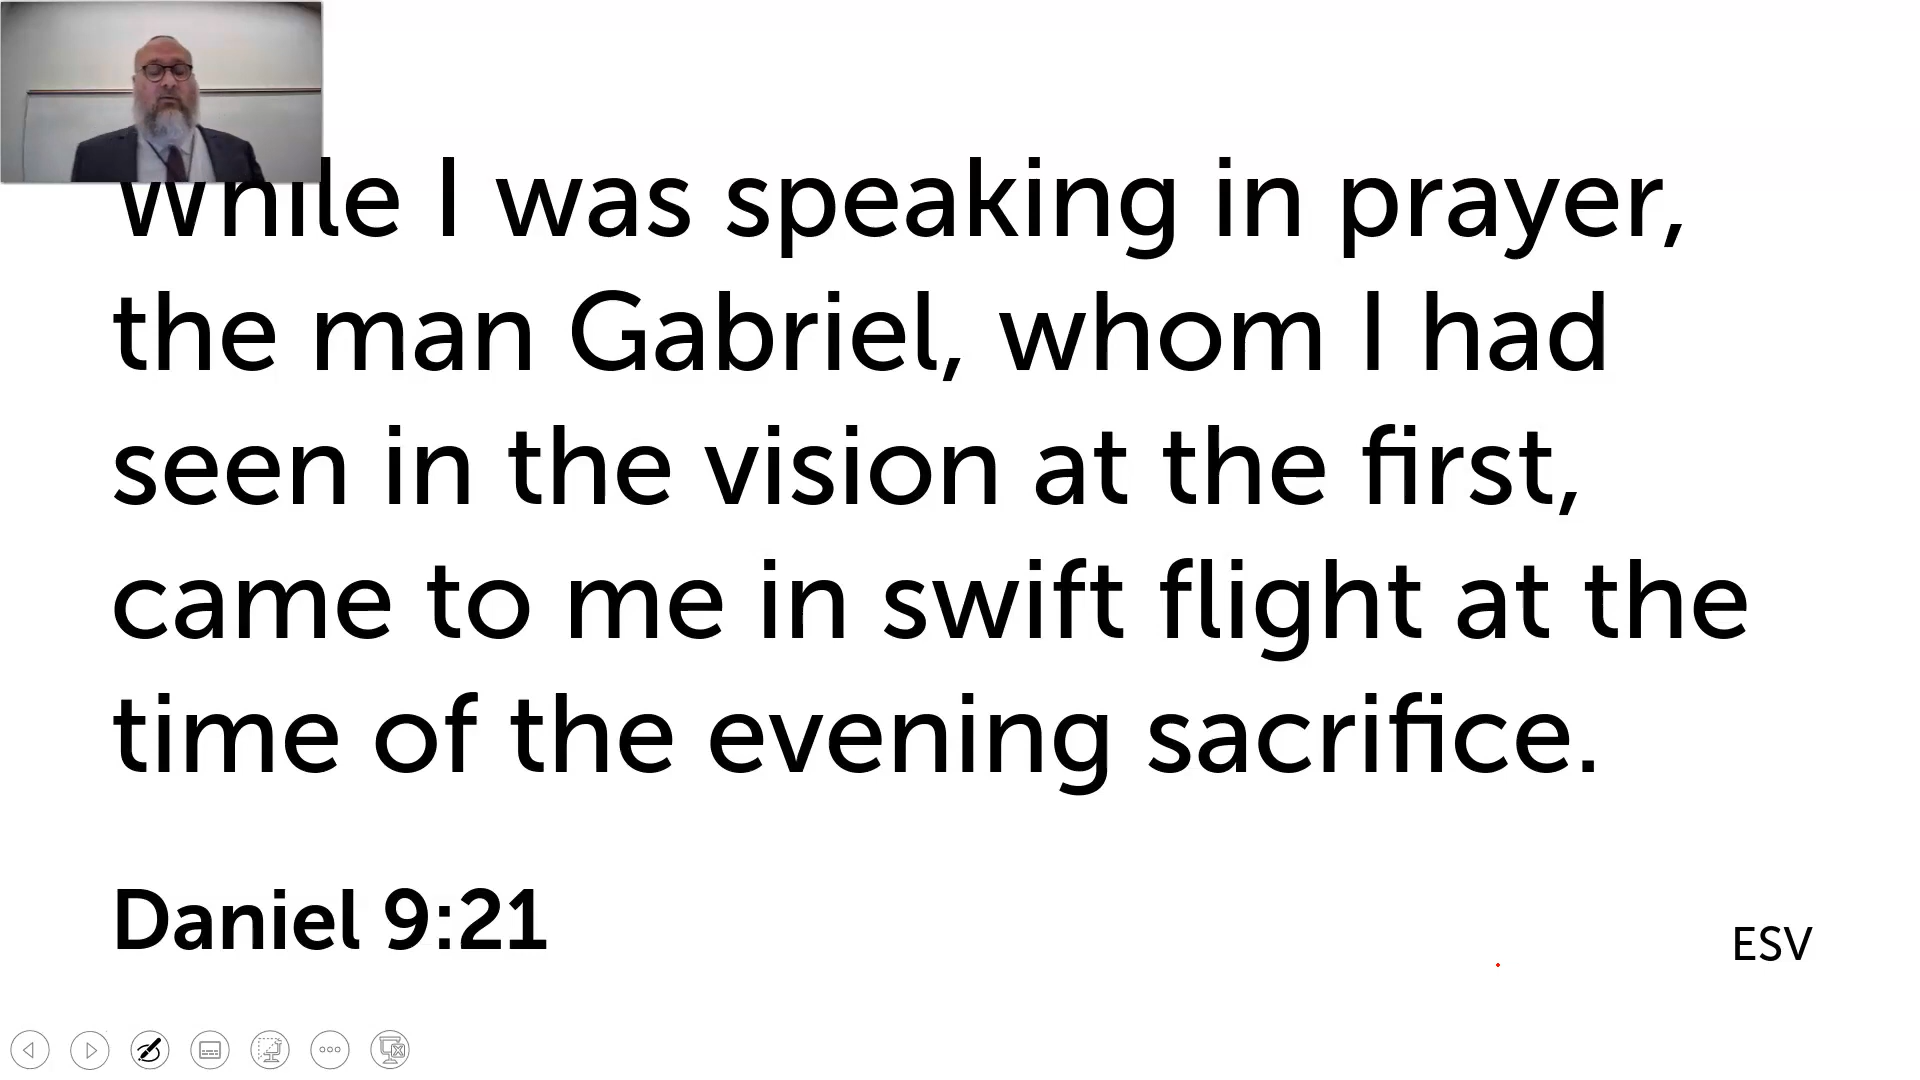 While I was speaking in prayer,
the man Gabriel, whom I had
seen in the vision at the first,
came to me in swift flight at the
time of the evening sacrifice.
Daniel 9:21
ESV